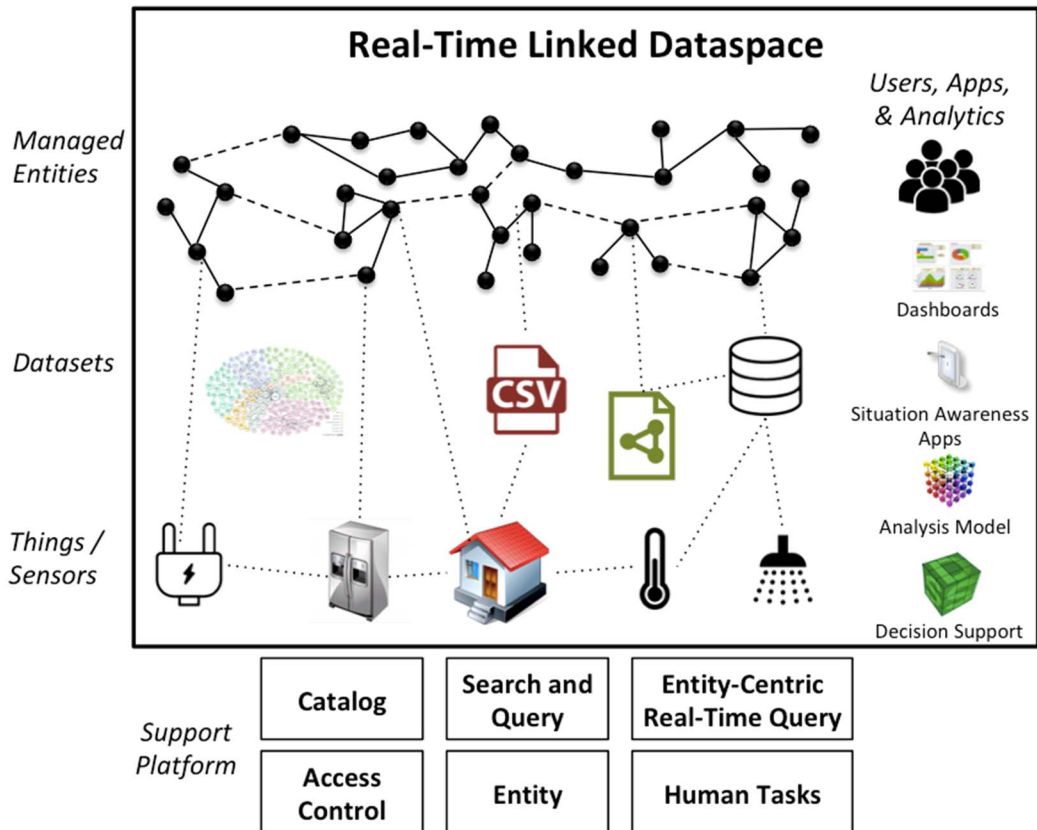 Real-Time Linked Dataspace
Users, Apps,
& Analytics
Managed
Entities
Dashboards
Datasets
CSV
Situation Awareness
Apps
Analysis Model
Things /
Sensors
Decision Support
Support
Platform
Catalog
Search and
Query
Entity-Centric
Real-Time Query
Access
Control
Entity
Human Tasks